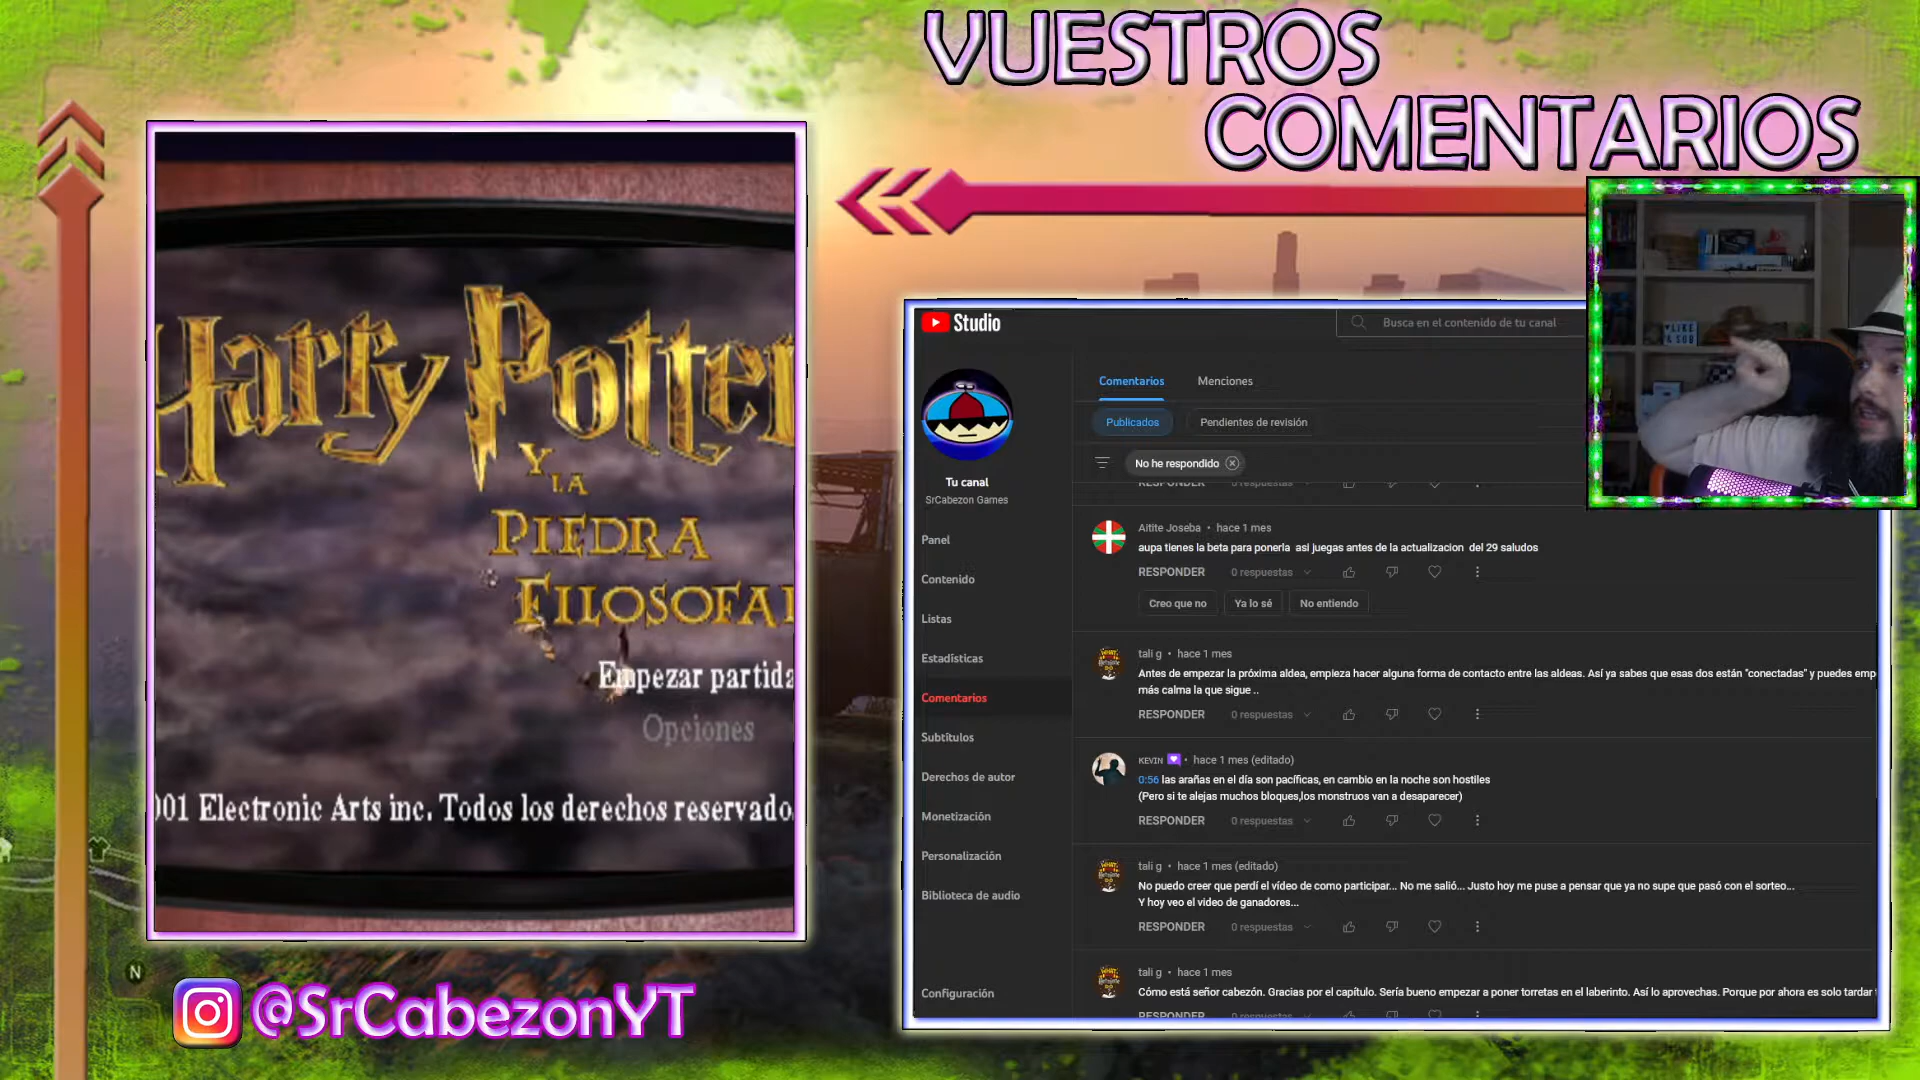 VUESTROS
COMENTARIOS
Harry Potter
Y
LA
PIEDRA
FILOSOFAL
Empezar partida
Opciones
001 Electronic Arts inc. Todos los derechos reservado
@SrCabezonYT
N
Studio
Busca en el contenido de tu canal
LIKE
& SUB
Tu canal
SrCabezon Games
Panel
Contenido
Listas
Estadísticas
Comentarios
Subtítulos
Derechos de autor
Monetización
Personalización
Biblioteca de audio
Configuración
Comentarios Menciones
Publicados Pendientes de revisión
No he respondido
RESPONDER 0 respuestas
Aitite Joseba • hace 1 mes
aupa tienes la beta para ponerla asi juegas antes de la actualizacion del 29 saludos
RESPONDER 0 respuestas
Creo que no Ya lo sé No entiendo
tali g • hace 1 mes
Antes de empezar la próxima aldea, empieza hacer alguna forma de contacto entre las aldeas. Así ya sabes que esas dos están "conectadas" y puedes emp
más calma la que sigue ..
RESPONDER 0 respuestas
KEVIN • hace 1 mes (editado)
0:56 las arañas en el día son pacíficas, en cambio en la noche son hostiles
(Pero si te alejas muchos bloques,los monstruos van a desaparecer)
RESPONDER 0 respuestas
tali g • hace 1 mes (editado)
No puedo creer que perdí el vídeo de como participar... No me salió... Justo hoy me puse a pensar que ya no supe que pasó con el sorteo...
Y hoy veo el video de ganadores...
RESPONDER 0 respuestas
tali g • hace 1 mes
Cómo está señor cabezón. Gracias por el capítulo. Sería bueno empezar a poner torretas en el laberinto. Así lo aprovechas. Porque por ahora es solo tardar
RESPONDER 0 respuestas